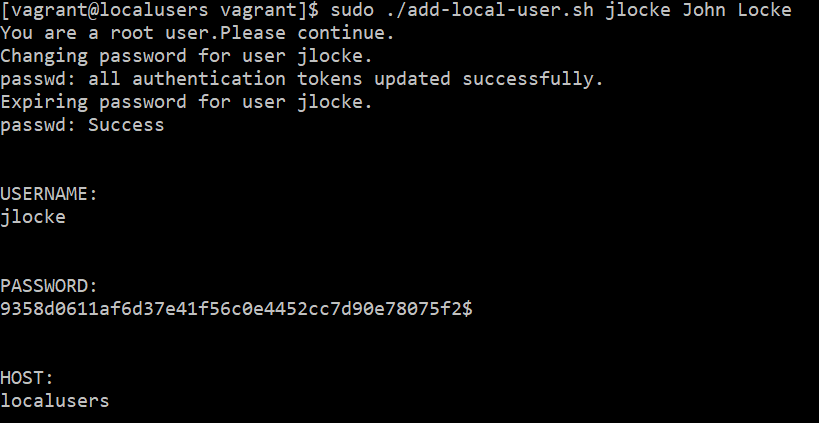 [vagrant@localusers vagrant]$ sudo ./add-local-user.sh jlocke John Locke
You are a root user.Please continue.
Changing password for user jlocke.
passwd: all authentication tokens updated successfully.
Expiring password for user jlocke.
passwd: Success
USERNAME:
jlocke
PASSWORD:
9358d0611af6d37e41f56c0e4452cc7d90e78075f2$
HOST:
localusers